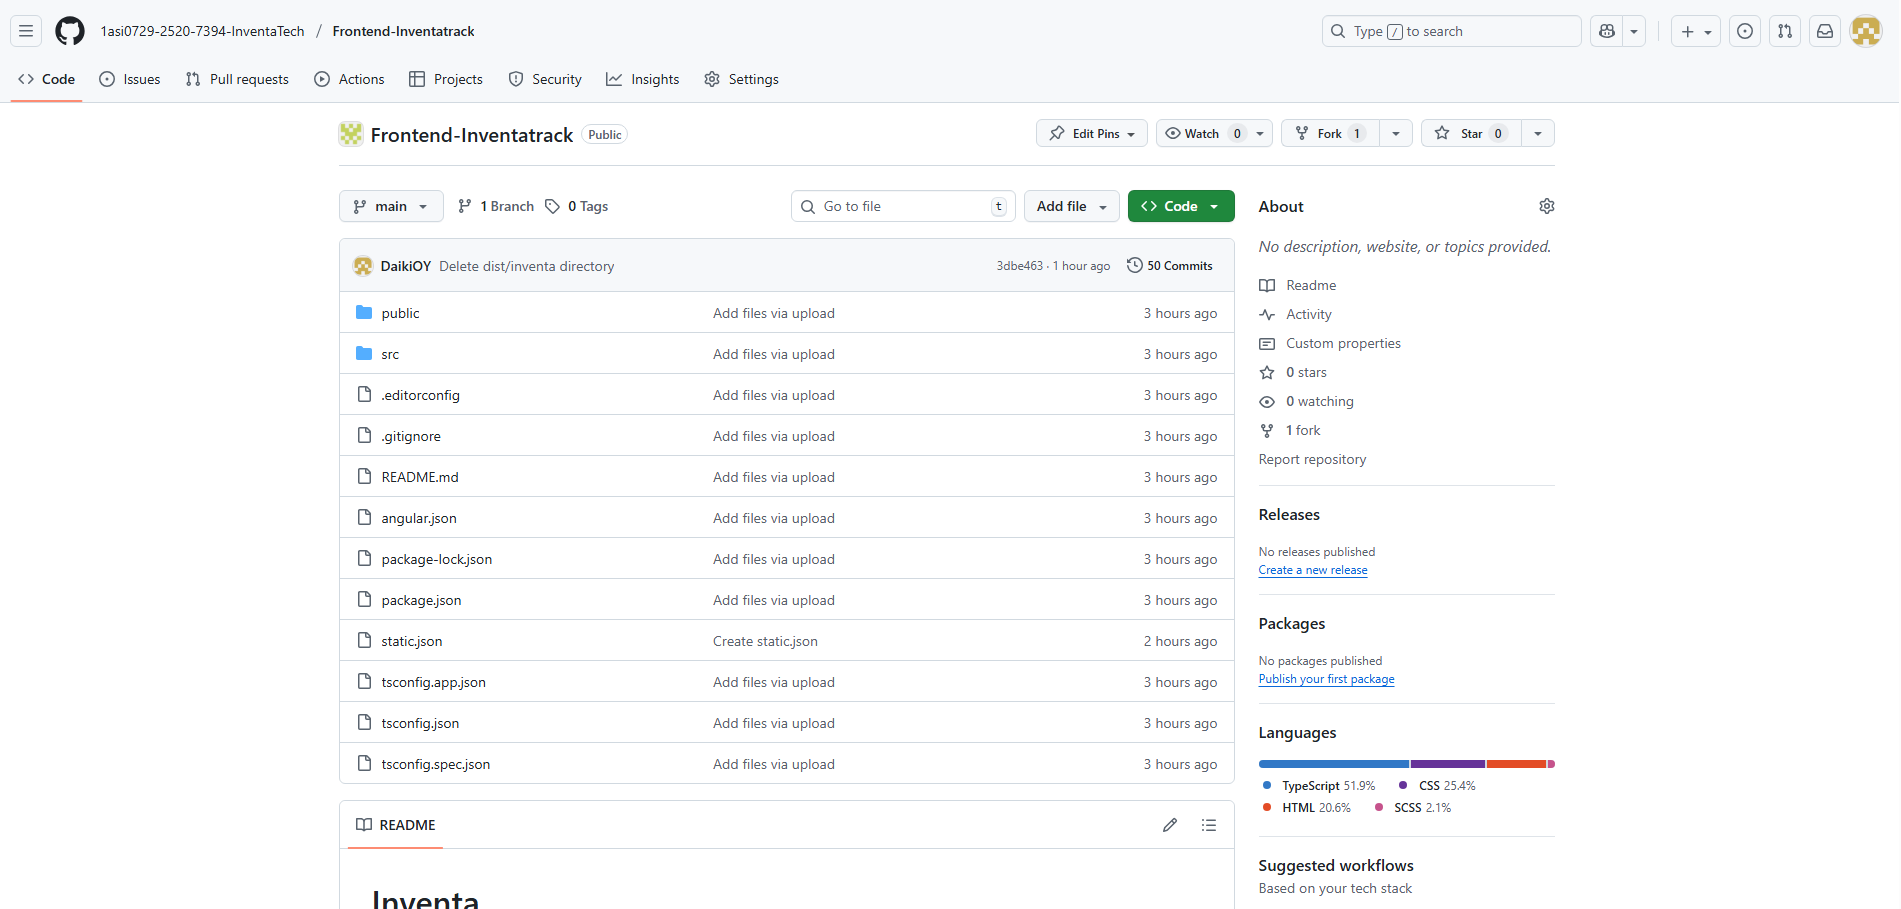 1asi0729-2520-7394-InventaTech / Frontend-Inventatrack
Type / to search
Code Issues Pull requests Actions Projects Security Insights Settings
Frontend-Inventatrack Public
Edit Pins Watch 0 Fork 1 Star 0
main 1 Branch 0 Tags Go to file t Add file Code
DaikiOY Delete dist/inventa directory 3dbe463 · 1 hour ago 50 Commits
public Add files via upload 3 hours ago
src Add files via upload 3 hours ago
.editorconfig Add files via upload 3 hours ago
.gitignore Add files via upload 3 hours ago
README.md Add files via upload 3 hours ago
angular.json Add files via upload 3 hours ago
package-lock.json Add files via upload 3 hours ago
package.json Add files via upload 3 hours ago
static.json Create static.json 2 hours ago
tsconfig.app.json Add files via upload 3 hours ago
tsconfig.json Add files via upload 3 hours ago
tsconfig.spec.json Add files via upload 3 hours ago
README
Inventa
About
No description, website, or topics provided.
Readme
Activity
Custom properties
0 stars
0 watching
1 fork
Report repository
Releases
No releases published
Create a new release
Packages
No packages published
Publish your first package
Languages
TypeScript 51.9% CSS 25.4%
HTML 20.6% SCSS 2.1%
Suggested workflows
Based on your tech stack